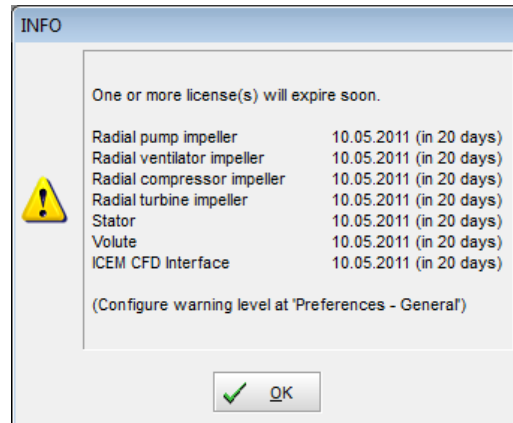 INFO
One or more license(s) will expire soon.
Radial pump impeller 10.05.2011 (in 20 days)
Radial ventilator impeller 10.05.2011 (in 20 days)
Radial compressor impeller 10.05.2011 (in 20 days)
Radial turbine impeller 10.05.2011 (in 20 days)
Stator 10.05.2011 (in 20 days)
Volute 10.05.2011 (in 20 days)
ICEM CFD Interface 10.05.2011 (in 20 days)
(Configure warning level at 'Preferences - General')
OK